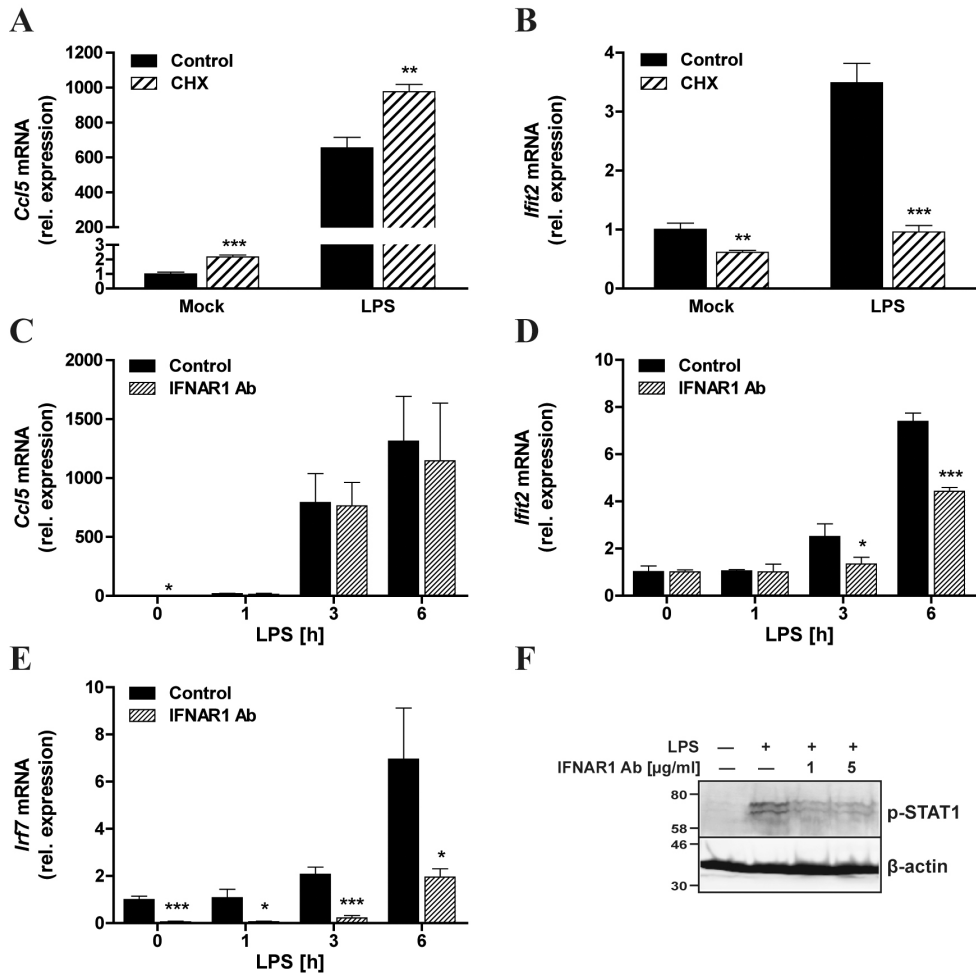 A
Ccl5 mRNA
(rel. expression)
1200
1000
800
600
400
200
3
2
1
0
Control
CHX
***
**
Mock
LPS
B
Ifit2 mRNA
(rel. expression)
4
3
2
1
0
Control
CHX
**
***
Mock
LPS
C
Ccl5 mRNA
(rel. expression)
2000
1500
1000
500
0
Control
IFNAR1 Ab
*
0 1 3 6
LPS [h]
D
Ifit2 mRNA
(rel. expression)
10
8
6
4
2
0
Control
IFNAR1 Ab
*
***
0 1 3 6
LPS [h]
E
Irf7 mRNA
(rel. expression)
10
8
6
4
2
0
Control
IFNAR1 Ab
***
*
***
*
0 1 3 6
LPS [h]
F
LPS — + + +
IFNAR1 Ab [µg/ml] — — 1 5
80
58
p-STAT1
46
30
β-actin